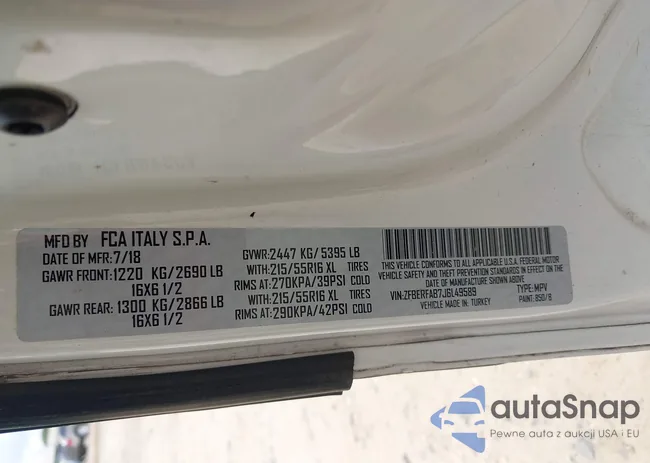 MFD BY FCA ITALY S.P.A.
DATE OF MFR: 7/18
GAWR FRONT: 1220 KG/2690 LB
16X6 1/2
GAWR REAR: 1300 KG/2866 LB
16X6 1/2
GVWR: 2447 KG/ 5395 LB
WITH: 215/55R16 XL TIRES
RIMS AT: 270KPA/39PSI COLD
WITH: 215/55R16 XL TIRES
RIMS AT: 290KPA/42PSI COLD
THIS VEHICLE CONFORMS TO ALL APPLICABLE U.S.A. FEDERAL MOTOR
VEHICLE SAFETY AND THEFT PREVENTION STANDARDS IN EFFECT ON THE
DATE OF MANUFACTURE SHOWN ABOVE
VIN: ZFBERFAB7J6L49589 TYPE: MPV
VEHICLE MADE IN: TURKEY PAINT: 850/B
autaSnap
Pewne auta z aukcji USA i EU